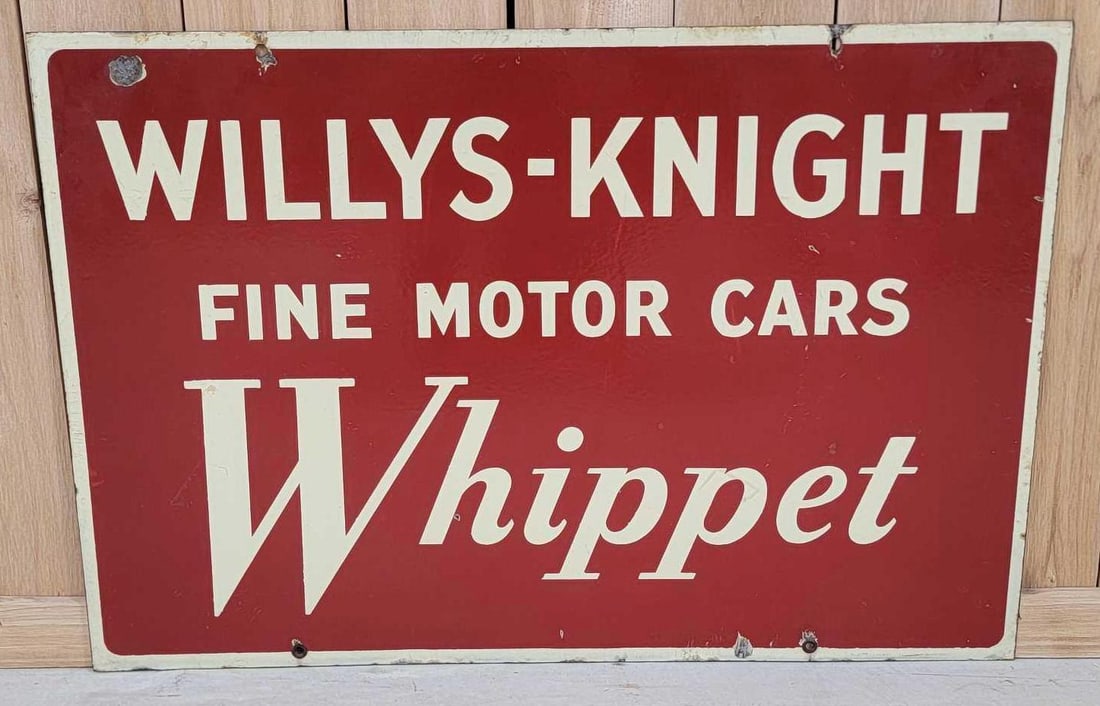 WILLYS-KNIGHT
FINE MOTOR CARS
Whippet